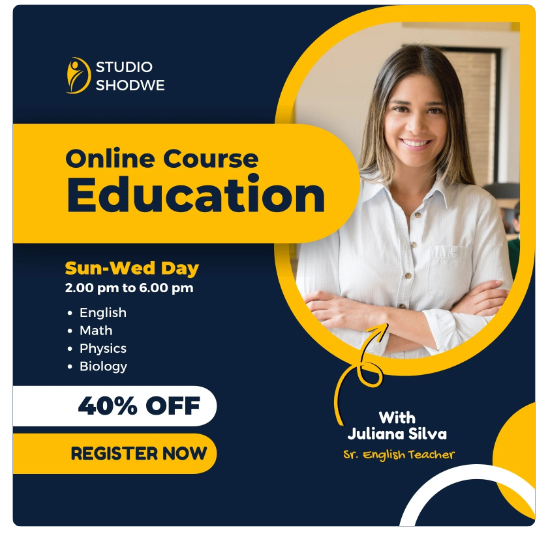 STUDIO
SHODWE
Online Course
Education
Sun-Wed Day
2.00 pm to 6.00 pm
• English
• Math
• Physics
• Biology
40% OFF
REGISTER NOW
With
Juliana Silva
Sr. English Teacher